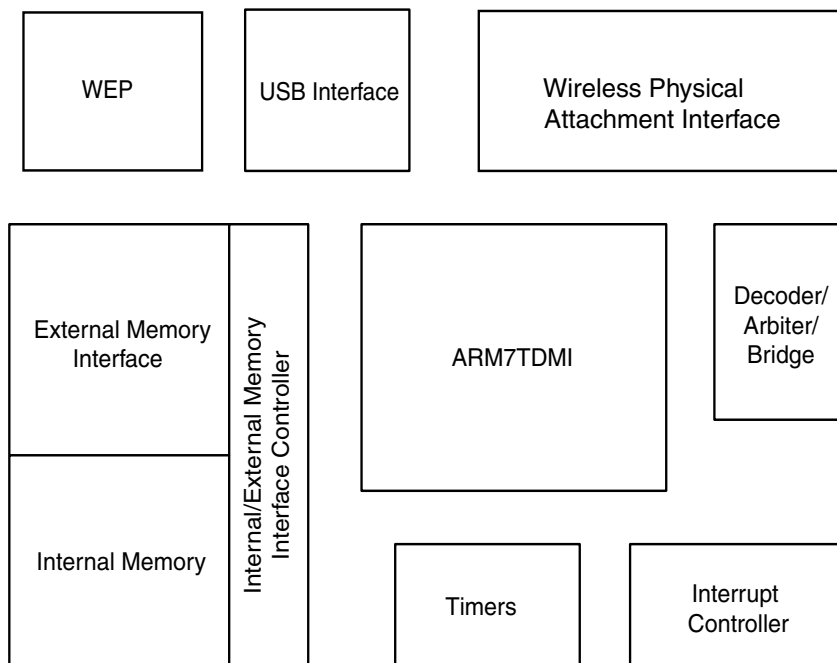 WEP
USB Interface
Wireless Physical
Attachment Interface
External Memory
Interface
Internal/External Memory
Interface Controller
ARM7TDMI
Decoder/
Arbiter/
Bridge
Internal Memory
Timers
Interrupt
Controller